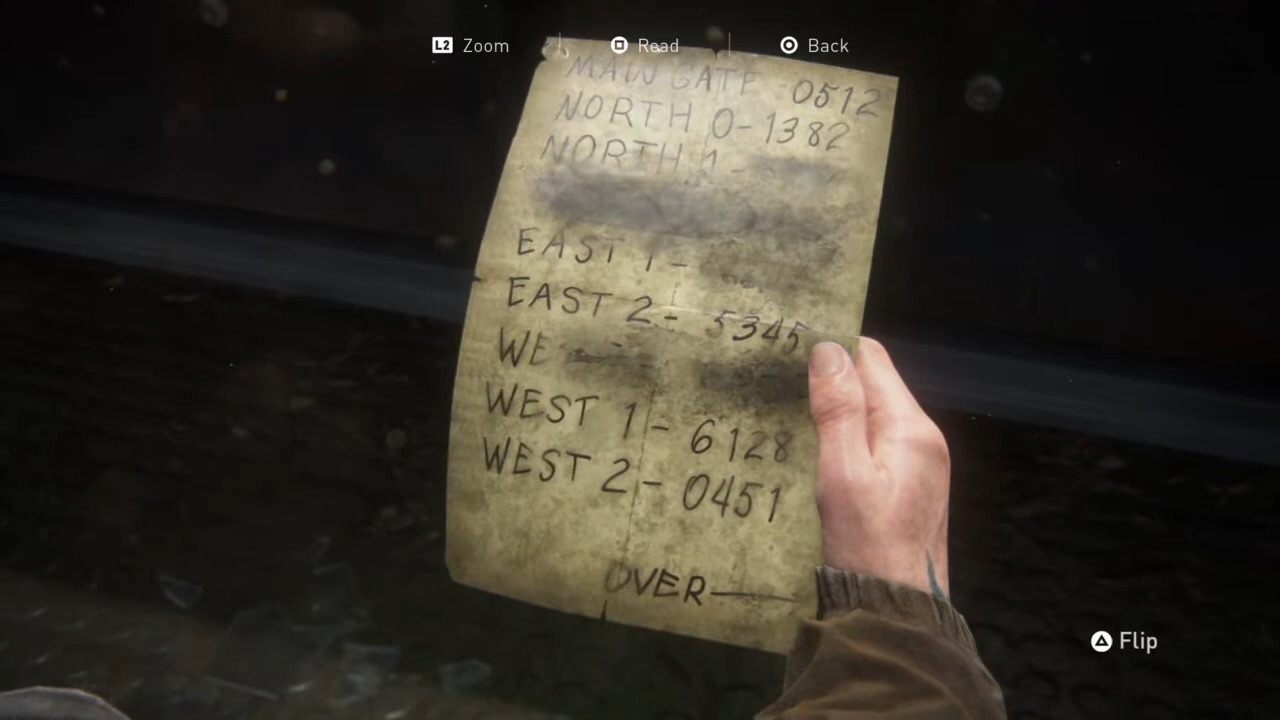 L2 Zoom | Read | Back
MAIN GATE 0512
NORTH 0-1382
NORTH 1 -
EAST 1 -
EAST 2 - 5345
WE
WEST 1 - 6128
WEST 2 - 0451
OVER
Flip